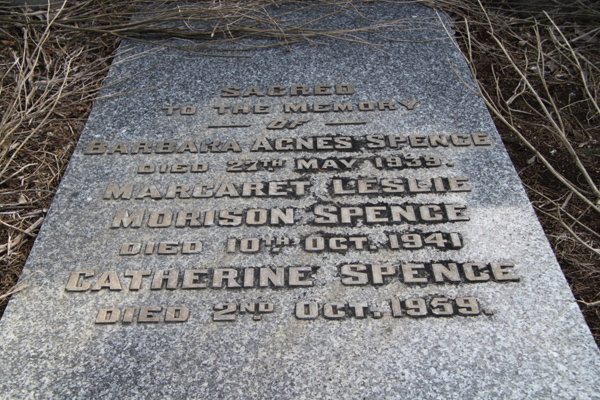 SACRED
TO THE MEMORY
OF
BARBARA AGNES SPENCE
DIED 27TH MAY 1939.
MARGARET LESLIE
MORISON SPENCE
DIED 10TH OCT. 1941
CATHERINE SPENCE
DIED 2ND OCT. 1959.